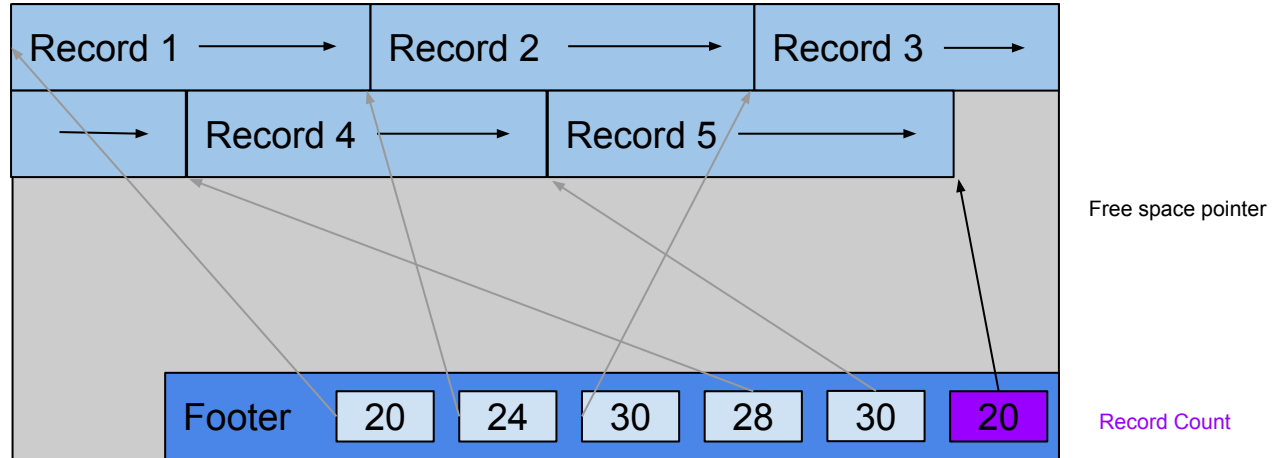 Record 1
Record 2
Record 3
Record 4
Record 5
Free space pointer
Footer
20
24
30
28
30
20
Record Count